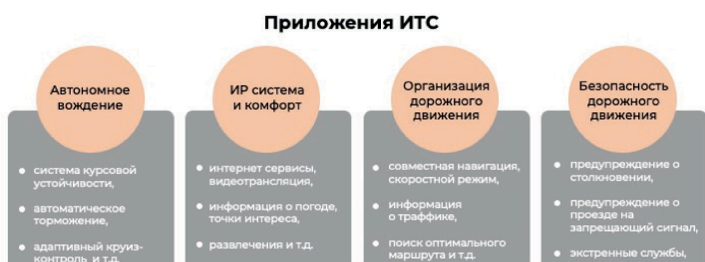 Приложения ИТС
Автономное
вождение
система курсовой
устойчивости,
автоматическое
торможение,
адаптивный круиз-
контроль и т.д.
ИР система
и комфорт
интернет сервисы,
видеотрансляция,
информация о погоде,
точки интереса,
развлечения и т.д.
Организация
дорожного
движения
совместная навигация,
скоростной режим,
информация
о траффике,
поиск оптимального
маршрута и т.д.
Безопасность
дорожного
движения
предупреждение о
столкновении,
предупреждение о
проезде на
запрещающий сигнал,
экстренные службы,